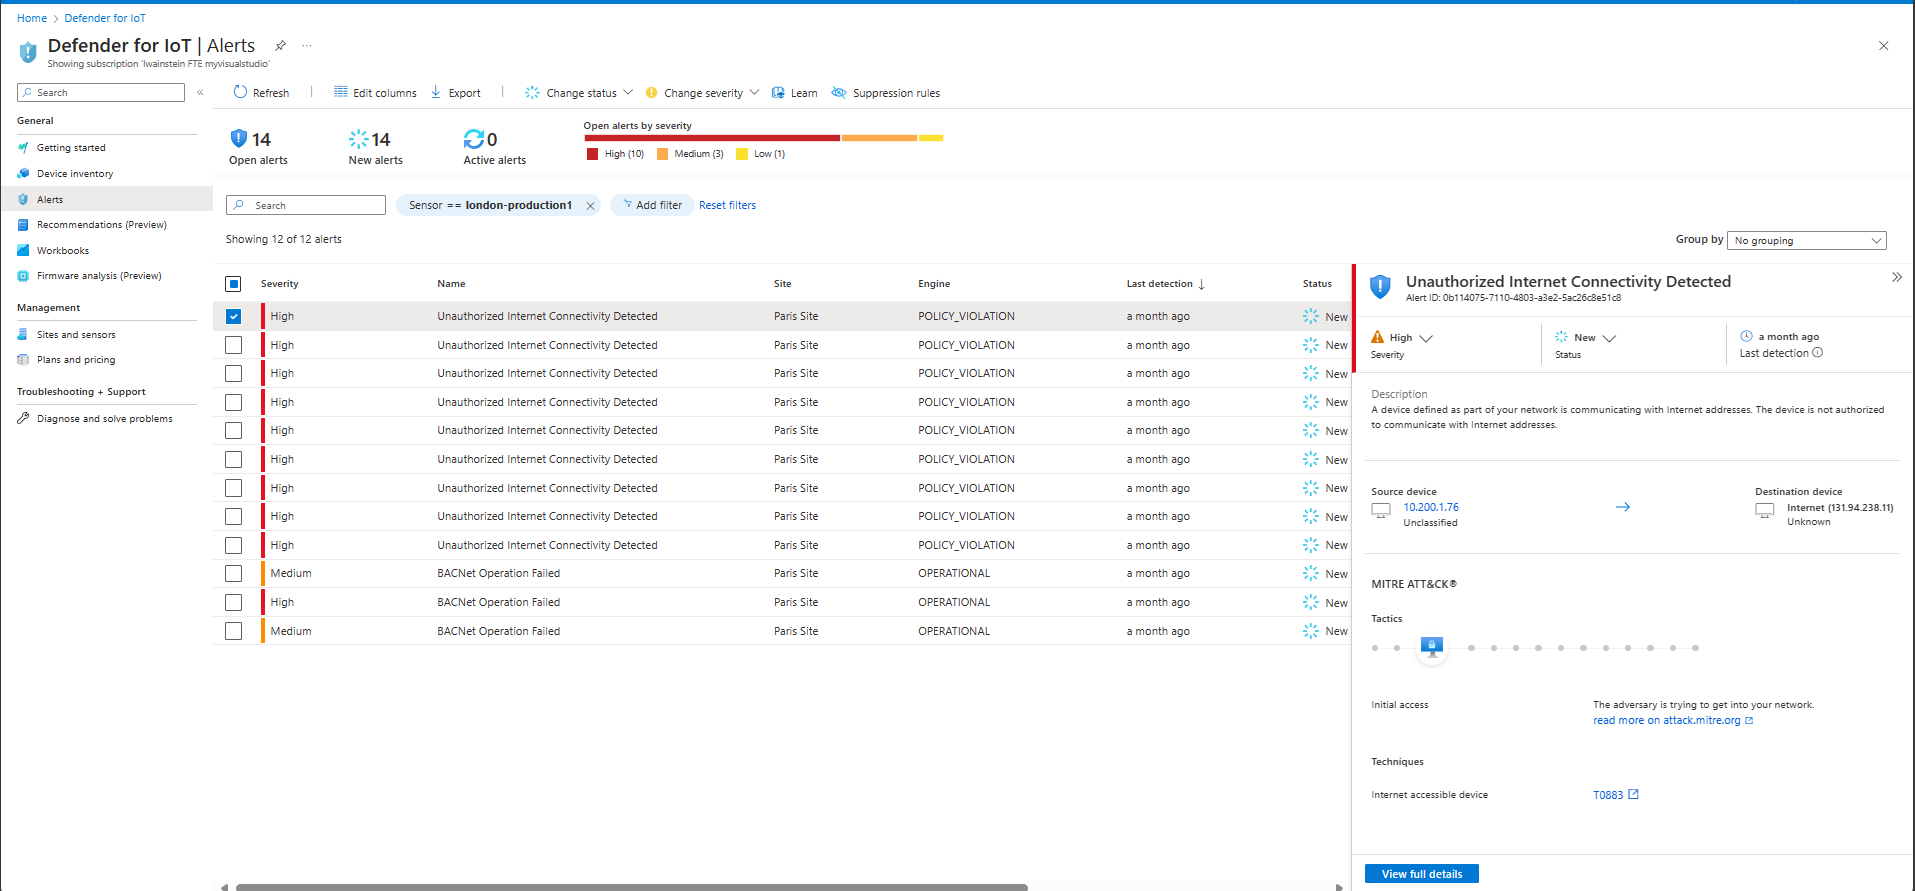 Home > Defender for IoT
Defender for IoT | Alerts
Showing subscription 'lwainstein FTE myvisualstudio'
Search
General
Getting started
Device inventory
Alerts
Recommendations (Preview)
Workbooks
Firmware analysis (Preview)
Management
Sites and sensors
Plans and pricing
Troubleshooting + Support
Diagnose and solve problems
Refresh | Edit columns Export | Change status Change severity Learn Suppression rules
14 14 0
Open alerts New alerts Active alerts
Open alerts by severity
High (10) Medium (3) Low (1)
Search Sensor == london-production1 Add filter Reset filters
Showing 12 of 12 alerts
Group by No grouping
Severity Name Site Engine Last detection ↓ Status
High Unauthorized Internet Connectivity Detected Paris Site POLICY_VIOLATION a month ago New
High Unauthorized Internet Connectivity Detected Paris Site POLICY_VIOLATION a month ago New
High Unauthorized Internet Connectivity Detected Paris Site POLICY_VIOLATION a month ago New
High Unauthorized Internet Connectivity Detected Paris Site POLICY_VIOLATION a month ago New
High Unauthorized Internet Connectivity Detected Paris Site POLICY_VIOLATION a month ago New
High Unauthorized Internet Connectivity Detected Paris Site POLICY_VIOLATION a month ago New
High Unauthorized Internet Connectivity Detected Paris Site POLICY_VIOLATION a month ago New
High Unauthorized Internet Connectivity Detected Paris Site POLICY_VIOLATION a month ago New
High Unauthorized Internet Connectivity Detected Paris Site POLICY_VIOLATION a month ago New
Medium BACNet Operation Failed Paris Site OPERATIONAL a month ago New
High BACNet Operation Failed Paris Site OPERATIONAL a month ago New
Medium BACNet Operation Failed Paris Site OPERATIONAL a month ago New
Unauthorized Internet Connectivity Detected
Alert ID: 0b114075-7110-4803-a3e2-5ac26c8e51c8
High New a month ago
Severity Status Last detection
Description
A device defined as part of your network is communicating with Internet addresses. The device is not authorized
to communicate with Internet addresses.
Source device Destination device
10.200.1.76 → Internet (131.94.238.11)
Unclassified Unknown
MITRE ATT&CK®
Tactics
Initial access The adversary is trying to get into your network.
read more on attack.mitre.org
Techniques
Internet accessible device T0883
View full details